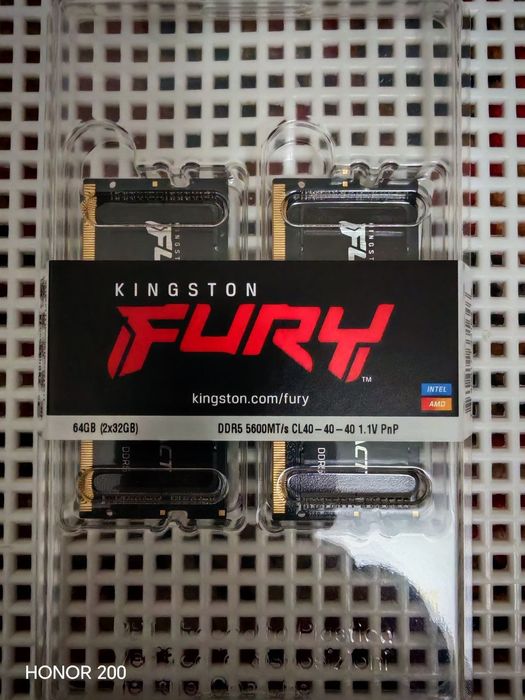 KINGSTON
FURY
TM
kingston.com/fury
INTEL
AMD
64GB (2x32GB)
DDR5 5600MT/s CL40-40-40 1.1V PnP
HONOR 200